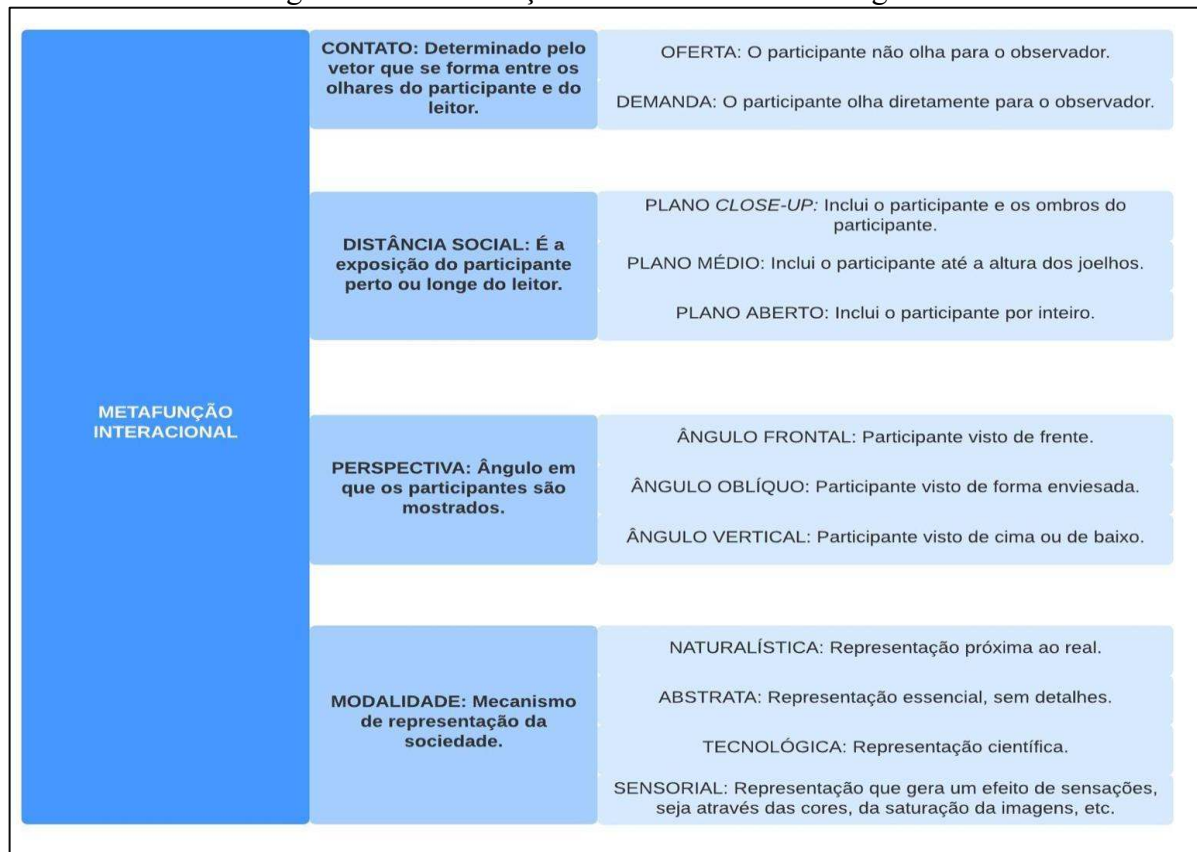 METAFUNÇÃO
INTERACIONAL
CONTATO: Determinado pelo
vetor que se forma entre os
olhares do participante e do
leitor.
OFERTA: O participante não olha para o observador.
DEMANDA: O participante olha diretamente para o observador.
DISTÂNCIA SOCIAL: É a
exposição do participante
perto ou longe do leitor.
PLANO CLOSE-UP: Inclui o participante e os ombros do
participante.
PLANO MÉDIO: Inclui o participante até a altura dos joelhos.
PLANO ABERTO: Inclui o participante por inteiro.
PERSPECTIVA: Ângulo em
que os participantes são
mostrados.
ÂNGULO FRONTAL: Participante visto de frente.
ÂNGULO OBLÍQUO: Participante visto de forma enviesada.
ÂNGULO VERTICAL: Participante visto de cima ou de baixo.
MODALIDADE: Mecanismo
de representação da
sociedade.
NATURALÍSTICA: Representação próxima ao real.
ABSTRATA: Representação essencial, sem detalhes.
TECNOLÓGICA: Representação científica.
SENSORIAL: Representação que gera um efeito de sensações,
seja através das cores, da saturação da imagens, etc.